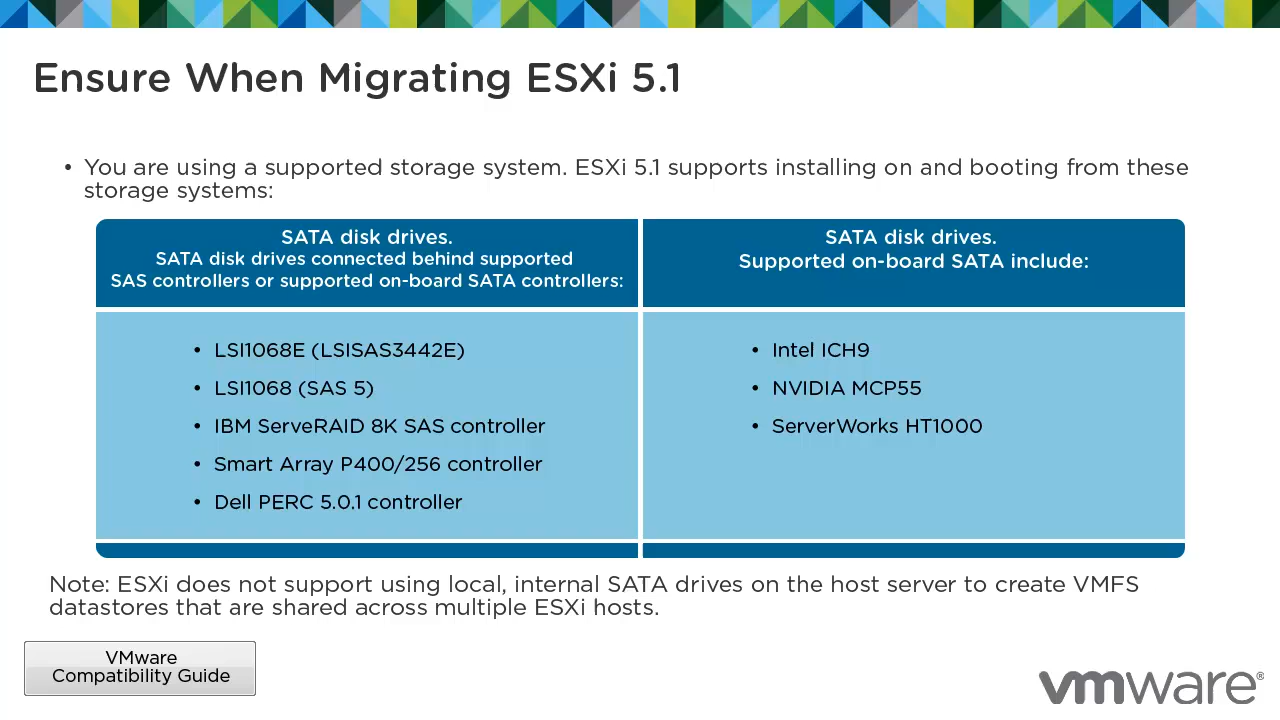 Ensure When Migrating ESXi 5.1
• You are using a supported storage system. ESXi 5.1 supports installing on and booting from these
storage systems:
SATA disk drives.
SATA disk drives connected behind supported
SAS controllers or supported on-board SATA controllers:
• LSI1068E (LSISAS3442E)
• LSI1068 (SAS 5)
• IBM ServeRAID 8K SAS controller
• Smart Array P400/256 controller
• Dell PERC 5.0.1 controller
SATA disk drives.
Supported on-board SATA include:
• Intel ICH9
• NVIDIA MCP55
• ServerWorks HT1000
Note: ESXi does not support using local, internal SATA drives on the host server to create VMFS
datastores that are shared across multiple ESXi hosts.
VMware
Compatibility Guide
vmware®